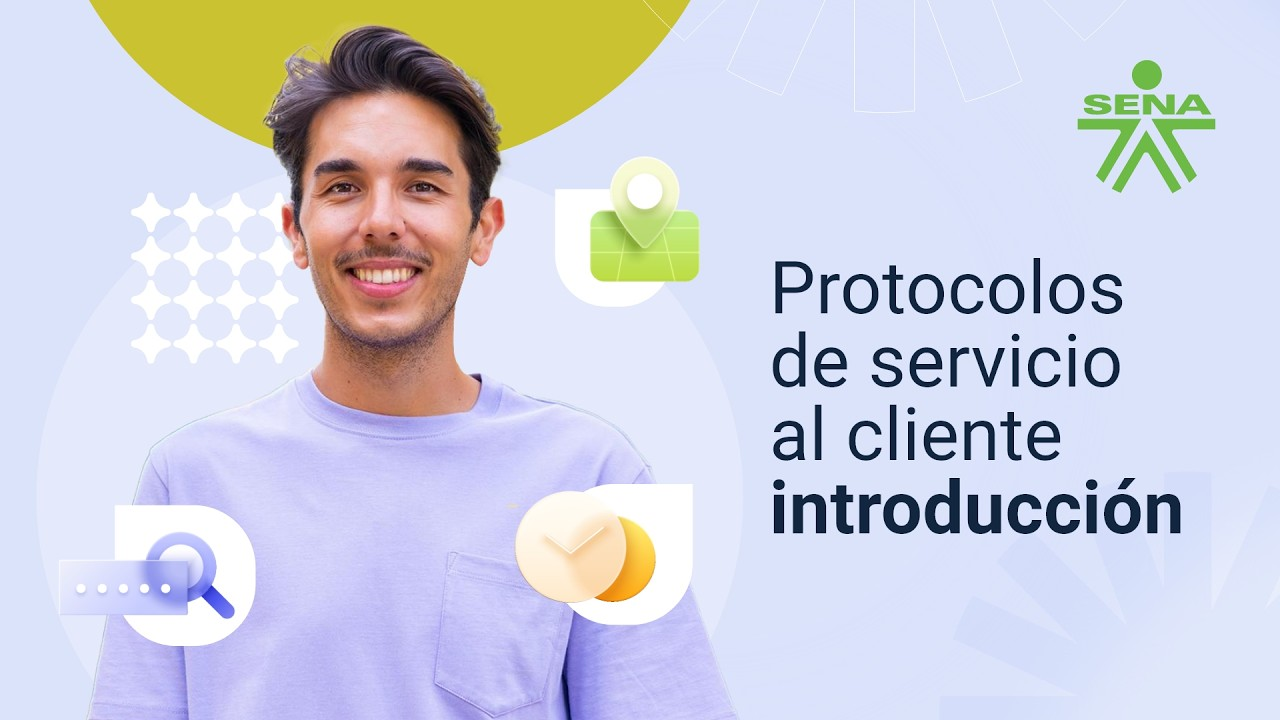 SENA
Protocolos
de servicio
al cliente
introducción